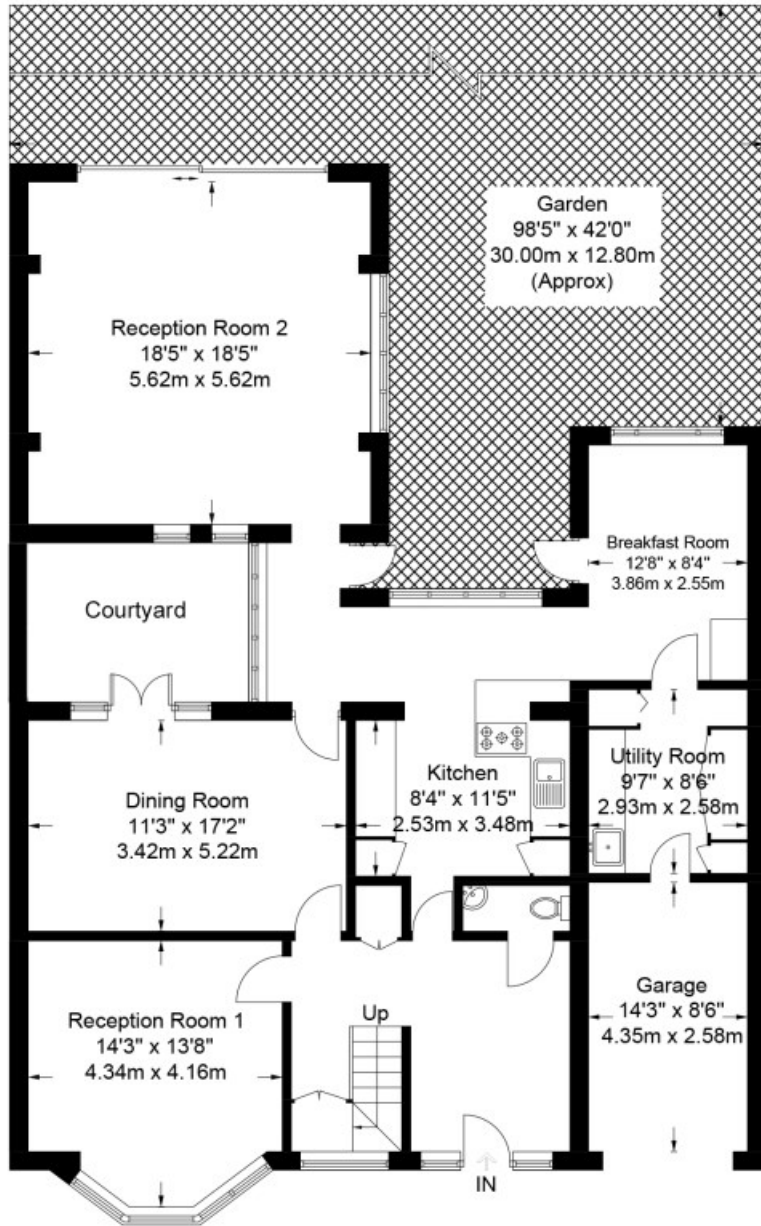 Garden
98'5" x 42'0"
30.00m x 12.80m
(Approx)
Reception Room 2
18'5" x 18'5"
5.62m x 5.62m
Breakfast Room
12'8" x 8'4"
3.86m x 2.55m
Courtyard
Utility Room
9'7" x 8'6"
2.93m x 2.58m
Kitchen
8'4" x 11'5"
2.53m x 3.48m
Dining Room
11'3" x 17'2"
3.42m x 5.22m
Garage
14'3" x 8'6"
4.35m x 2.58m
Up
Reception Room 1
14'3" x 13'8"
4.34m x 4.16m
IN